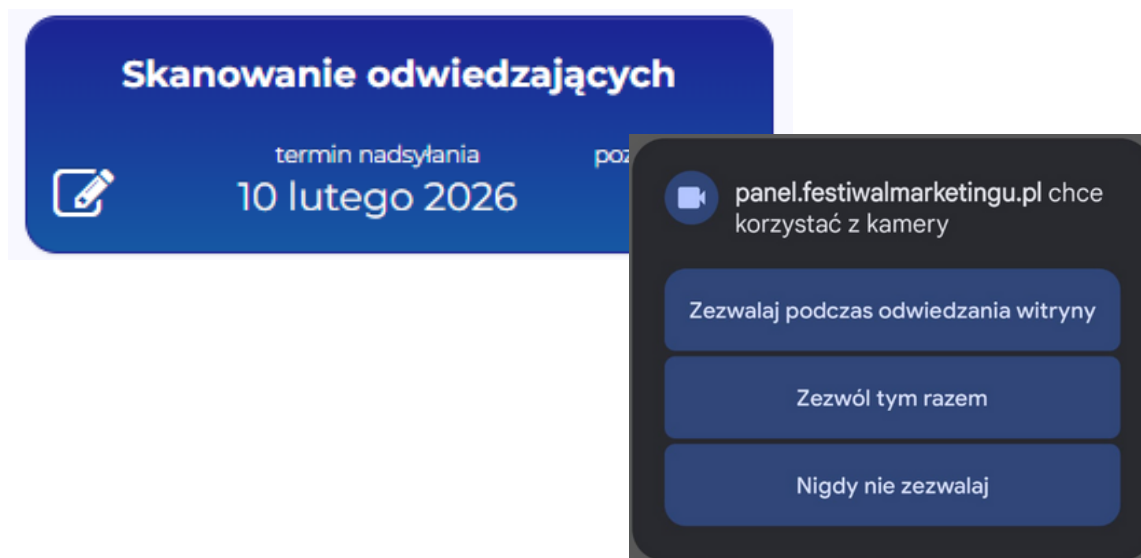 Skanowanie odwiedzających
termin nadsyłania
10 lutego 2026
panel.festiwalmarketingu.pl chce
korzystać z kamery
Zezwalaj podczas odwiedzania witryny
Zezwól tym razem
Nigdy nie zezwalaj